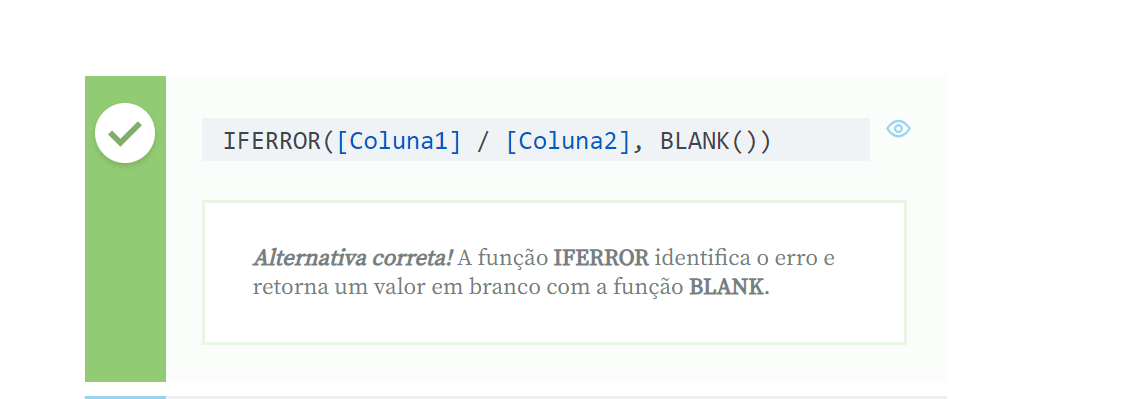 IFERROR([Coluna1] / [Coluna2], BLANK())
Alternativa correta! A função IFERROR identifica o erro e
retorna um valor em branco com a função BLANK.